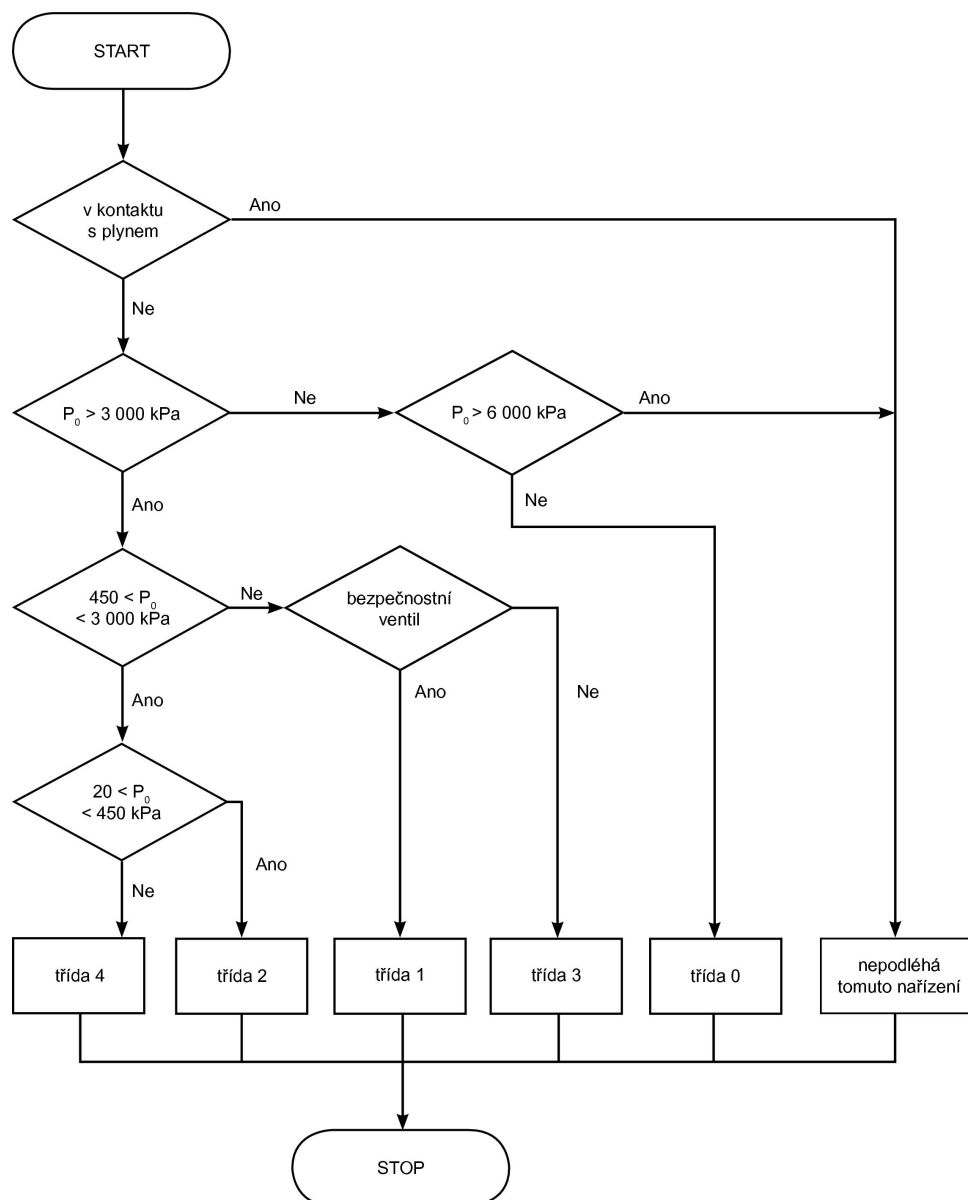 START
v kontaktu
s plynem
Ano
Ne
P₀ > 3 000 kPa
Ne
P₀ > 6 000 kPa
Ano
Ano
Ne
450 < P₀
< 3 000 kPa
Ne
bezpečnostní
ventil
Ano
Ano
Ne
20 < P₀
< 450 kPa
Ano
Ne
třída 4
třída 2
třída 1
třída 3
třída 0
nepodléhá
tomuto nařízení
STOP